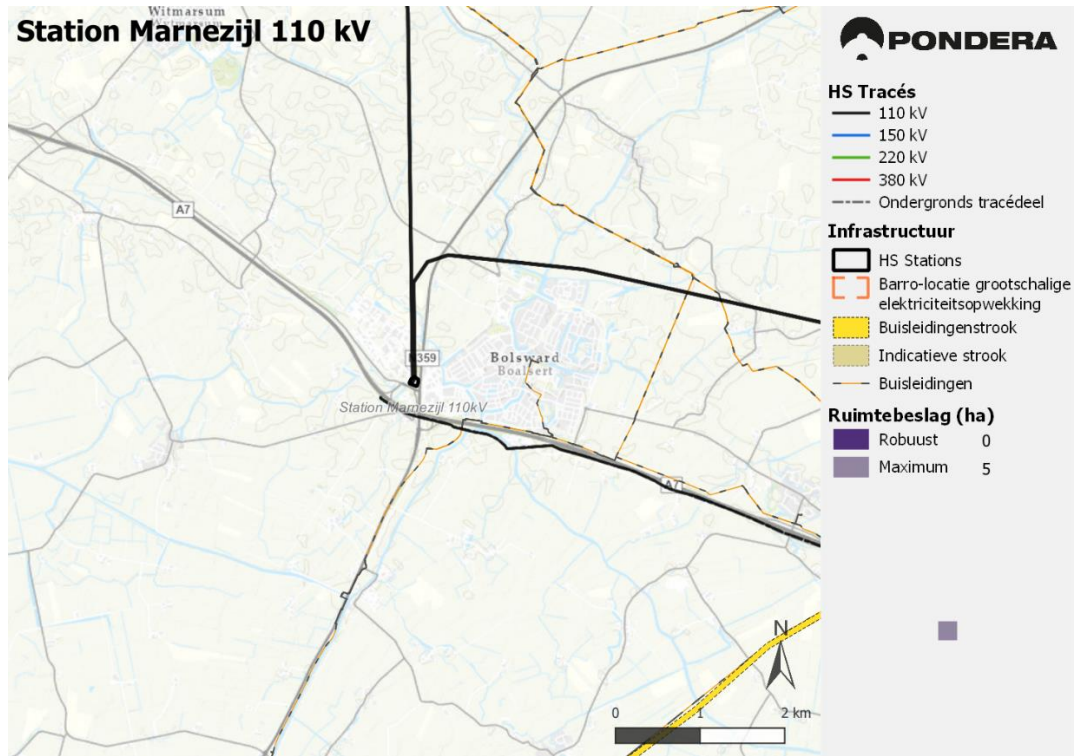 Witmarsum
Wytmarsum
Station Marnezijl 110 kV
A7
N359
Bolsward
Boalsert
Station Marnezijl 110kV
A7
N
0 1 2 km
PONDERA
HS Tracés
110 kV
150 kV
220 kV
380 kV
Ondergronds tracédeel
Infrastructuur
HS Stations
Barro-locatie grootschalige
elektriciteitsopwekking
Buisleidingenstrook
Indicatieve strook
Buisleidingen
Ruimtebeslag (ha)
Robuust 0
Maximum 5